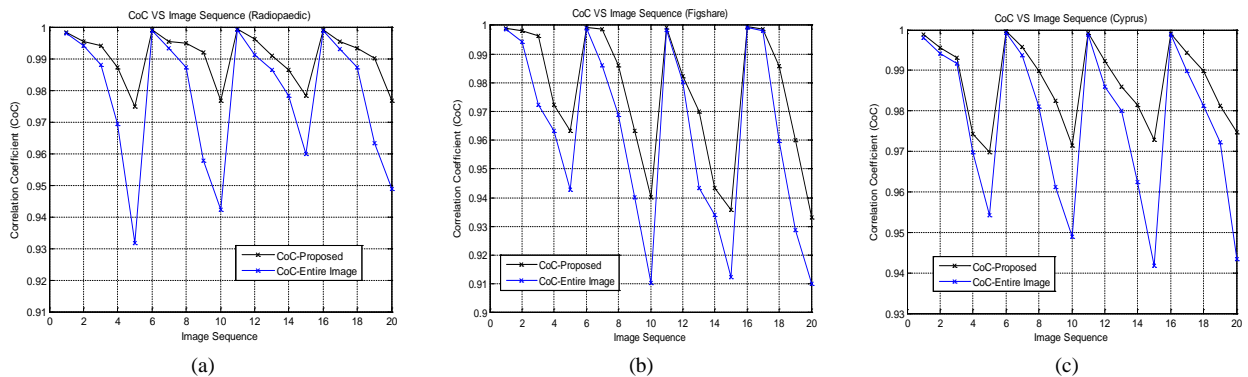 CoC VS Image Sequence (Radiopaedic)
Correlation Coefficient (CoC)
1
0.99
0.98
0.97
0.96
0.95
0.94
0.93
0.92
0.91
CoC-Proposed
CoC-Entire Image
0 2 4 6 8 10 12 14 16 18 20
Image Sequence
(a)
CoC VS Image Sequence (Figshare)
Correlation Coefficient (CoC)
1
0.99
0.98
0.97
0.96
0.95
0.94
0.93
0.92
0.91
0.9
CoC-Proposed
CoC-Entire Image
0 2 4 6 8 10 12 14 16 18 20
Image Sequence
(b)
CoC VS Image Sequence (Cyprus)
Correlation Coefficient (CoC)
1
0.99
0.98
0.97
0.96
0.95
0.94
0.93
CoC-Proposed
CoC-Entire Image
0 2 4 6 8 10 12 14 16 18 20
Image Sequence
(c)